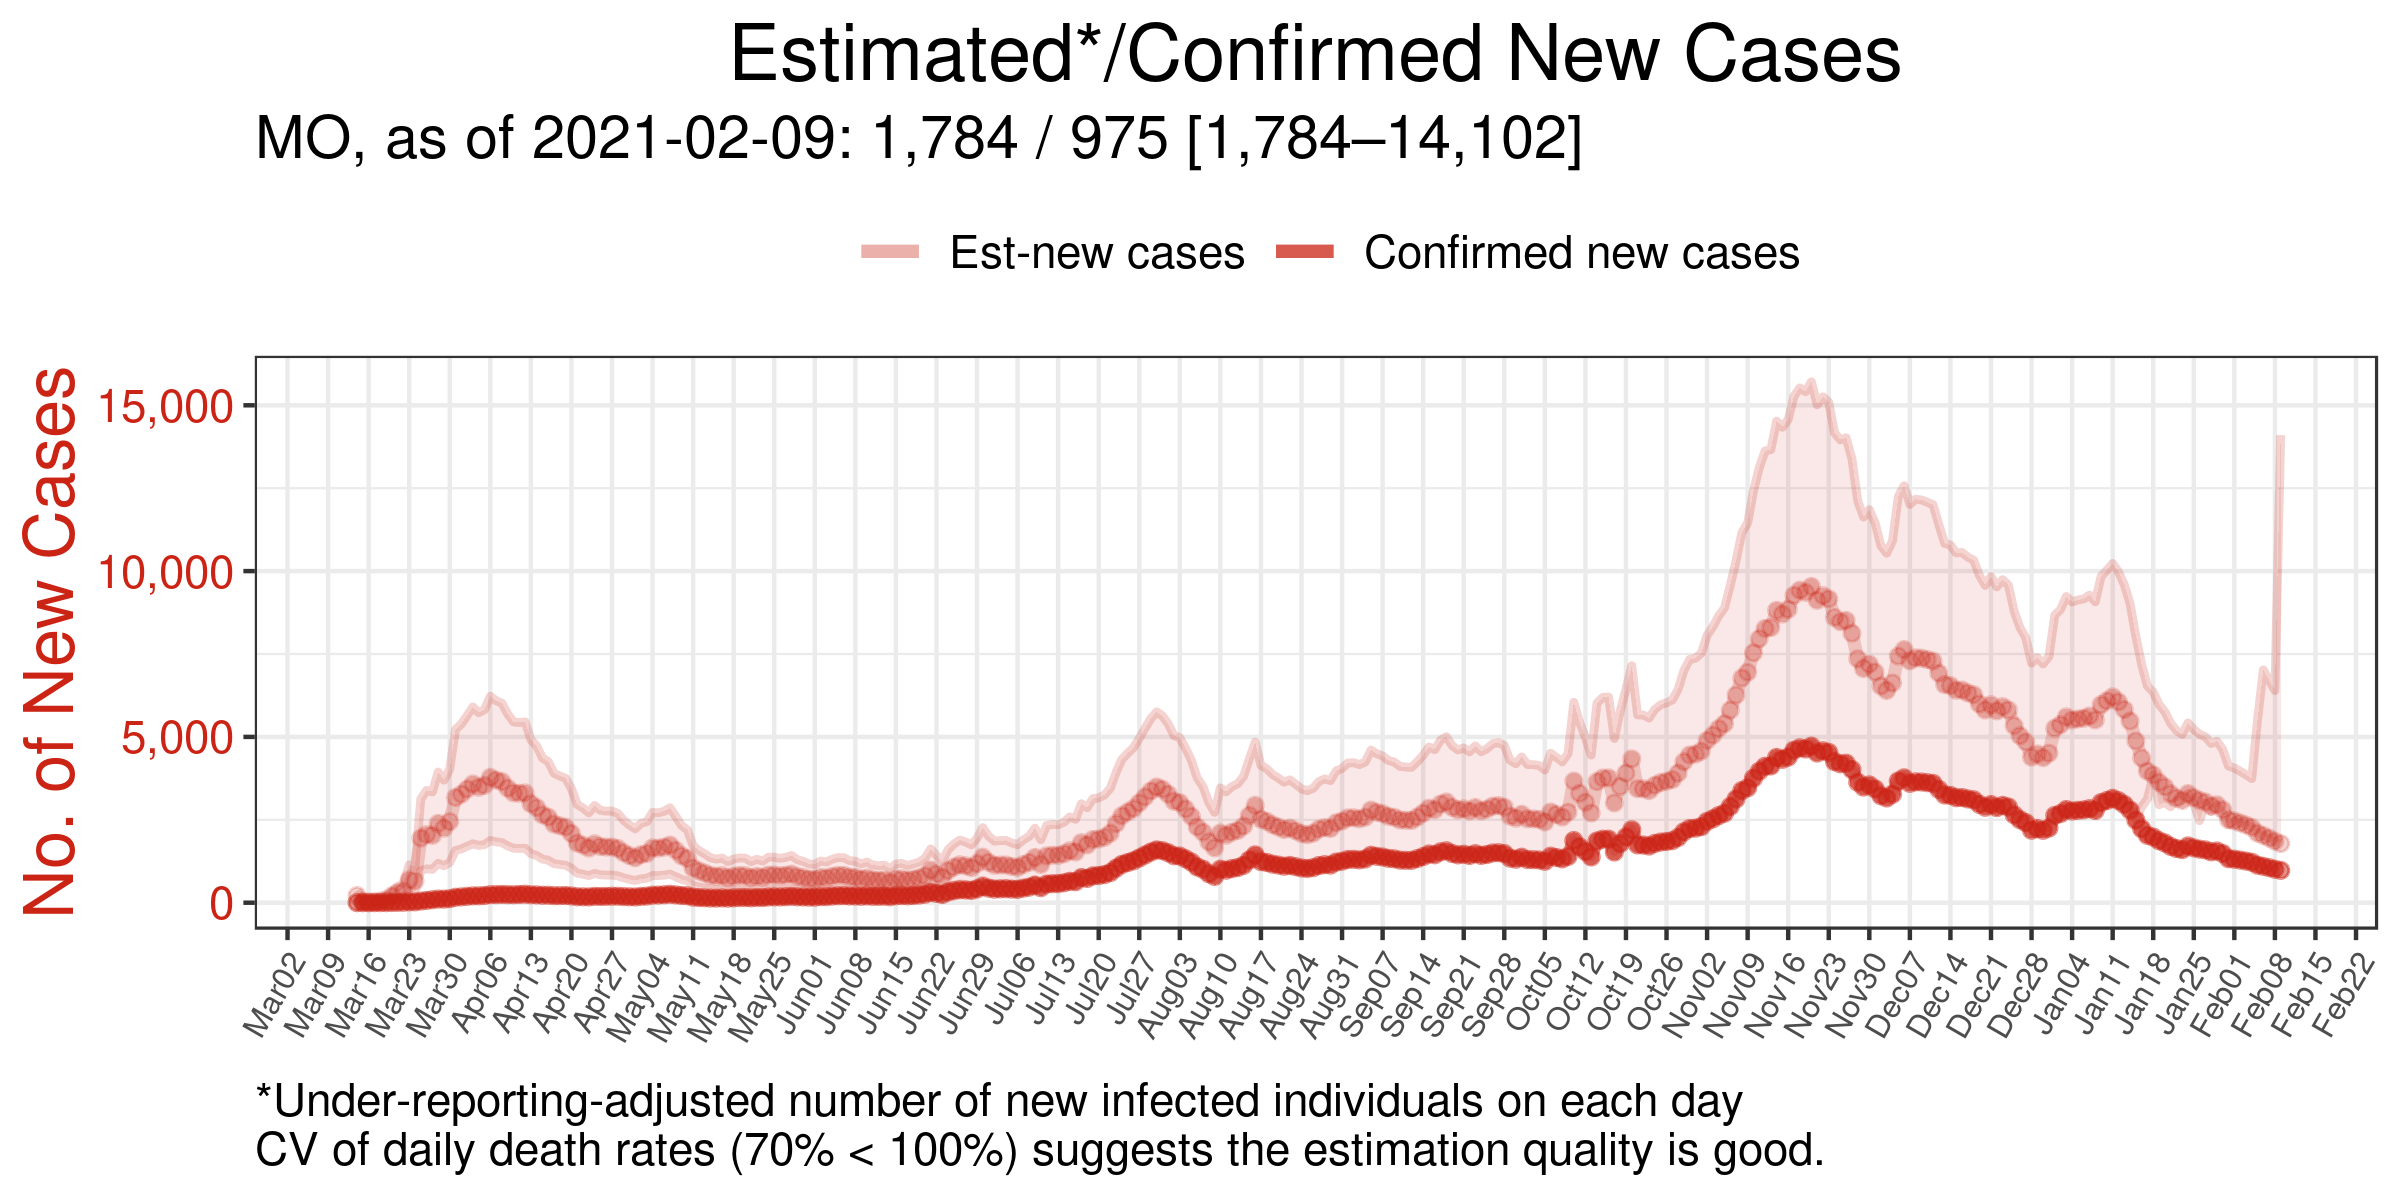 Estimated*/Confirmed New Cases
MO, as of 2021-02-09: 1,784 / 975 [1,784–14,102]
Est-new cases Confirmed new cases
No. of New Cases
15,000
10,000
5,000
0
Mar02 Mar09 Mar16 Mar23 Mar30 Apr06 Apr13 Apr20 Apr27 May04 May11 May18 May25 Jun01 Jun08 Jun15 Jun22 Jun29 Jul06 Jul13 Jul20 Jul27 Aug03 Aug10 Aug17 Aug24 Aug31 Sep07 Sep14 Sep21 Sep28 Oct05 Oct12 Oct19 Oct26 Nov02 Nov09 Nov16 Nov23 Nov30 Dec07 Dec14 Dec21 Dec28 Jan04 Jan11 Jan18 Jan25 Feb01 Feb08 Feb15 Feb22
*Under-reporting-adjusted number of new infected individuals on each day
CV of daily death rates (70% < 100%) suggests the estimation quality is good.